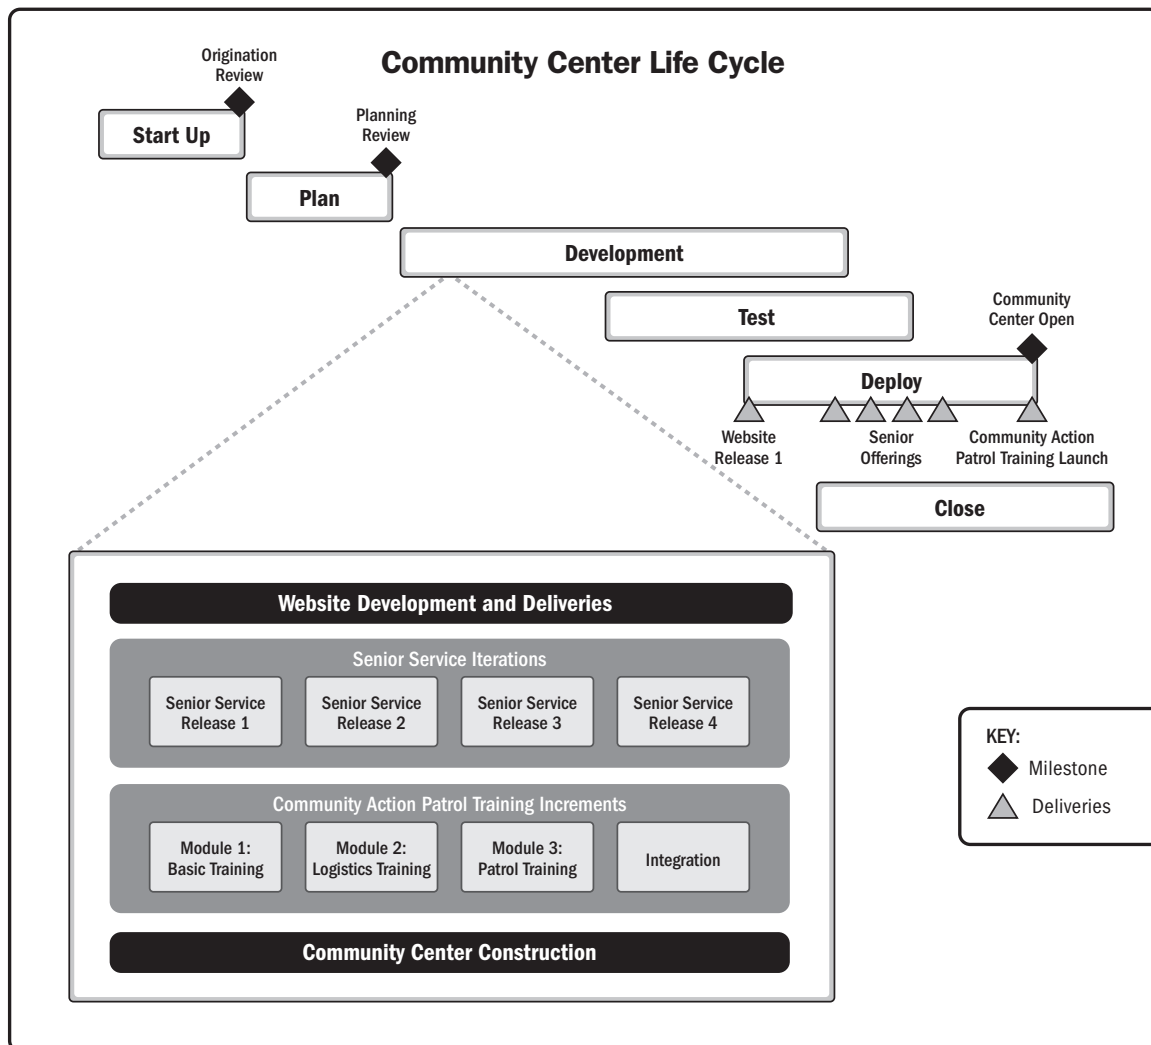 Community Center Life Cycle
Origination
Review
Start Up
Planning
Review
Plan
Development
Test
Community
Center Open
Deploy
Website
Release 1
Senior
Offerings
Community Action
Patrol Training Launch
Close
Website Development and Deliveries
Senior Service Iterations
Senior Service
Release 1
Senior Service
Release 2
Senior Service
Release 3
Senior Service
Release 4
Community Action Patrol Training Increments
Module 1:
Basic Training
Module 2:
Logistics Training
Module 3:
Patrol Training
Integration
Community Center Construction
KEY:
Milestone
Deliveries